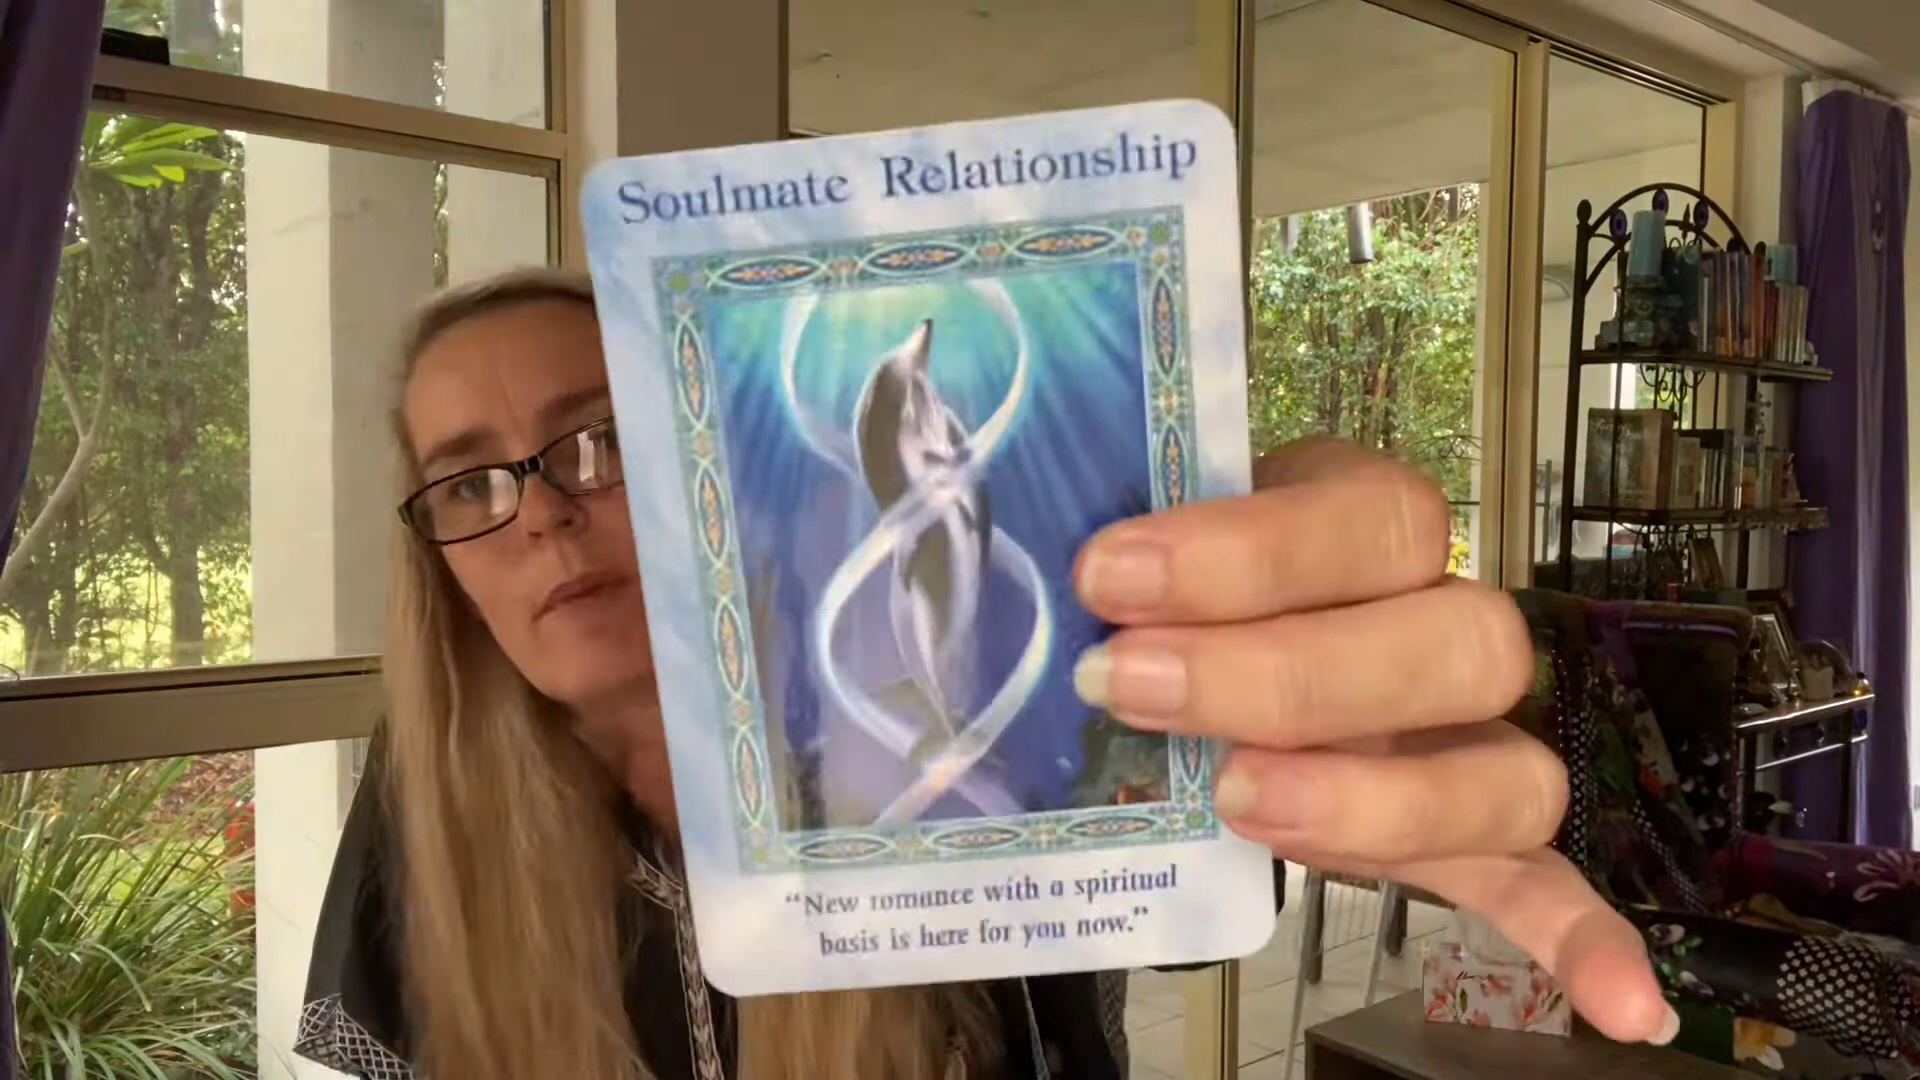 Soulmate Relationship
“New romance with a spiritual
basis is here for you now.”